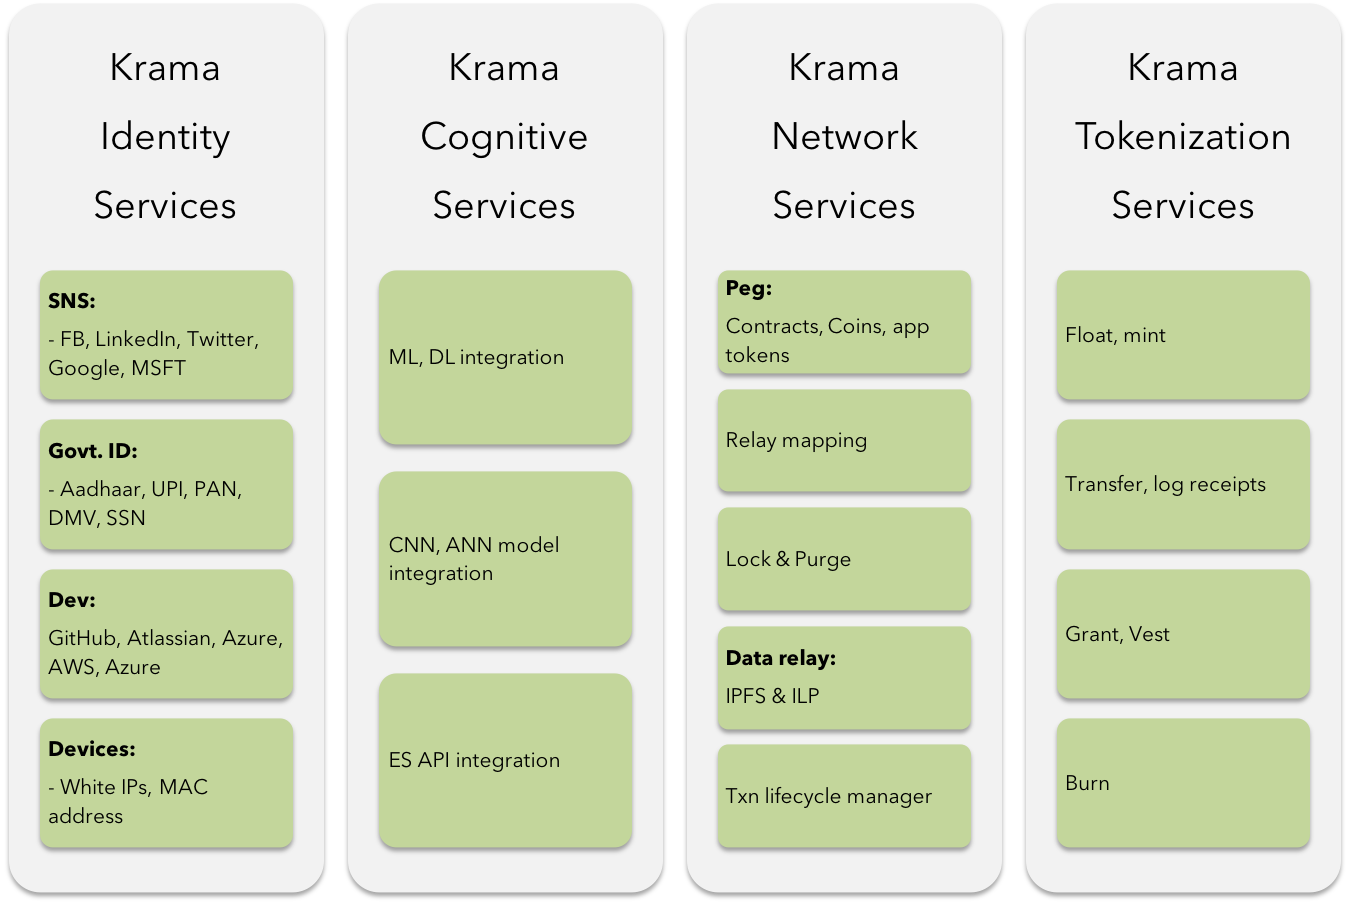 Krama
Identity
Services
SNS:
- FB, LinkedIn, Twitter,
Google, MSFT
Govt. ID:
- Aadhaar, UPI, PAN,
DMV, SSN
Dev:
GitHub, Atlassian, Azure,
AWS, Azure
Devices:
- White IPs, MAC
address
Krama
Cognitive
Services
ML, DL integration
CNN, ANN model
integration
ES API integration
Krama
Network
Services
Peg:
Contracts, Coins, app
tokens
Relay mapping
Lock & Purge
Data relay:
IPFS & ILP
Txn lifecycle manager
Krama
Tokenization
Services
Float, mint
Transfer, log receipts
Grant, Vest
Burn